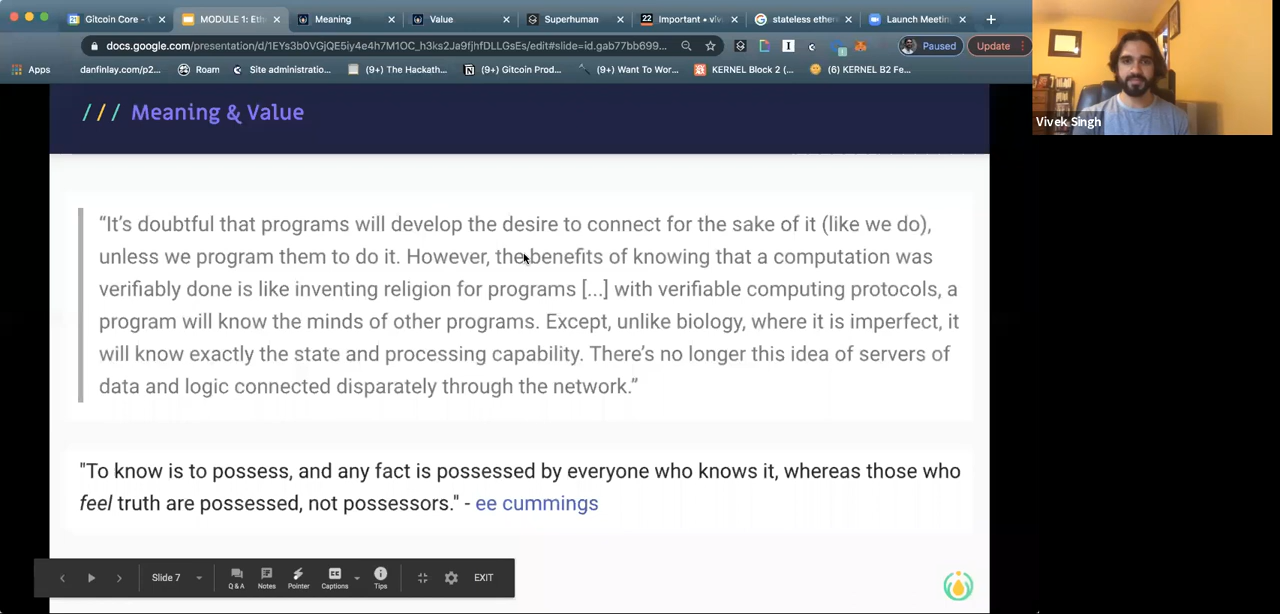 Gitcoin Core -
MODULE 1: Eth
Meaning
Value
Superhuman
22 Important • viv
stateless ether
Launch Meetin
docs.google.com/presentation/d/1EYs3b0VGjQE5iy4e4h7M1OC_h3ks2Ja9fjhfDLLGsEs/edit#slide=id.gab77bb699...
Paused
Update
Apps
danfinlay.com/p2...
Roam
Site administratio...
(9+) The Hackath...
(9+) Gitcoin Prod...
(9+) Want To Wor...
KERNEL Block 2 (...
(6) KERNEL B2 Fe...
Vivek Singh
/// Meaning & Value
“It’s doubtful that programs will develop the desire to connect for the sake of it (like we do),
unless we program them to do it. However, the benefits of knowing that a computation was
verifiably done is like inventing religion for programs [...] with verifiable computing protocols, a
program will know the minds of other programs. Except, unlike biology, where it is imperfect, it
will know exactly the state and processing capability. There’s no longer this idea of servers of
data and logic connected disparately through the network.”
"To know is to possess, and any fact is possessed by everyone who knows it, whereas those who
feel truth are possessed, not possessors." - ee cummings
Slide 7
Q & A
Notes
Pointer
Captions
Tips
EXIT